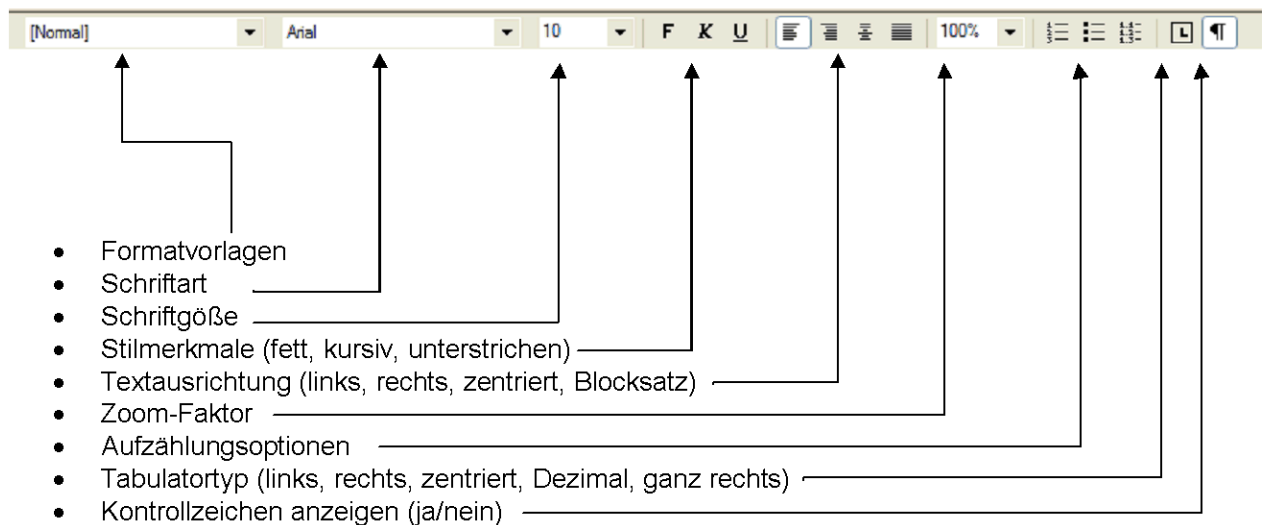 [Normal] Arial 10 F K U 100%
• Formatvorlagen
• Schriftart
• Schriftgöße
• Stilmerkmale (fett, kursiv, unterstrichen)
• Textausrichtung (links, rechts, zentriert, Blocksatz)
• Zoom-Faktor
• Aufzählungsoptionen
• Tabulatortyp (links, rechts, zentriert, Dezimal, ganz rechts)
• Kontrollzeichen anzeigen (ja/nein)